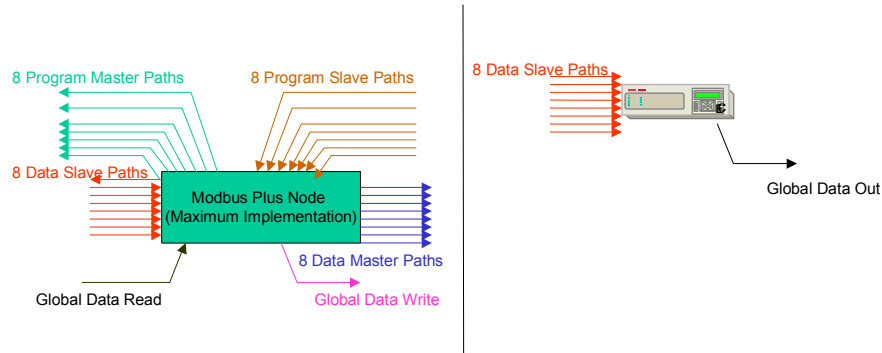 8 Program Master Paths
8 Program Slave Paths
8 Data Slave Paths
Modbus Plus Node
(Maximum Implementation)
8 Data Master Paths
Global Data Read
Global Data Write
8 Data Slave Paths
Global Data Out